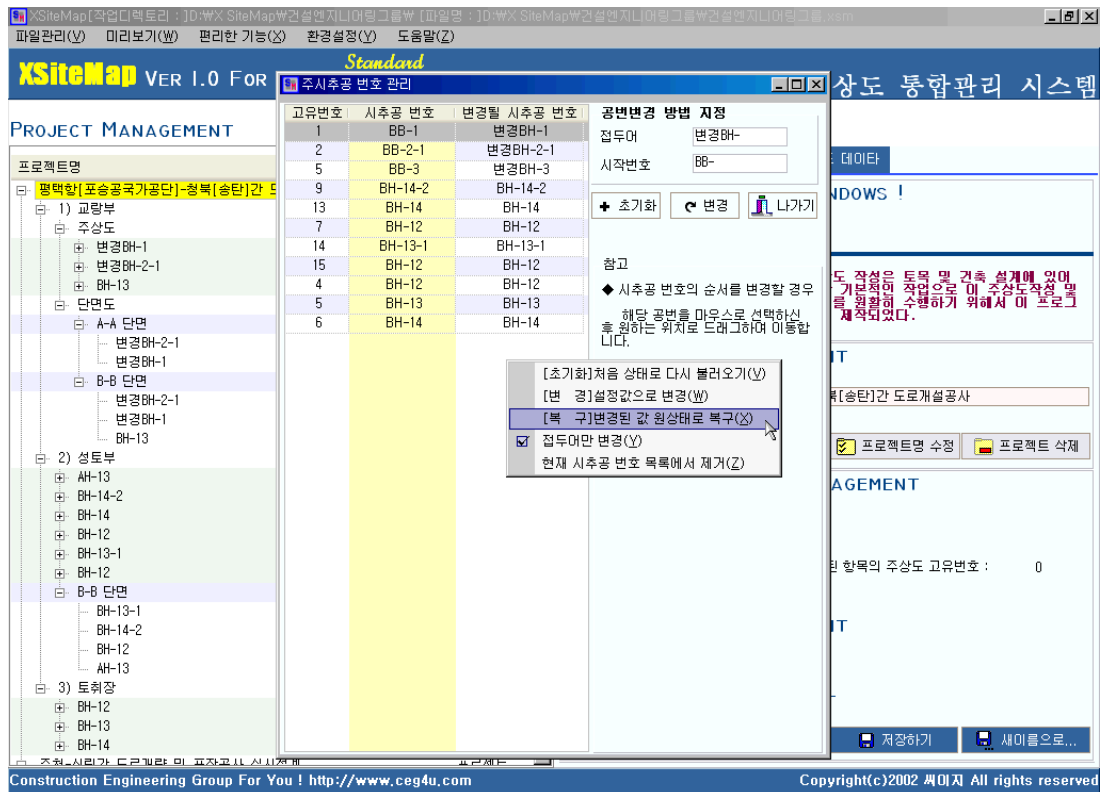 XSiteMap[작업디렉토리 : ]D:₩X SiteMap₩건설엔지니어링그룹₩ [파일명 : ]D:₩X SiteMap₩건설엔지니어링그룹₩건설엔지니어링그룹.xsm
파일관리(V) 미리보기(W) 편리한 기능(X) 환경설정(Y) 도움말(Z)
XSiteMap VER 1.0 FOR
Standard
상도 통합관리 시스템
PROJECT MANAGEMENT
프로젝트명
평택항[포승공국가공단]-청북[송탄]간
1) 교량부
주상도
변경BH-1
변경BH-2-1
BH-13
단면도
A-A 단면
변경BH-2-1
변경BH-1
B-B 단면
변경BH-2-1
변경BH-1
BH-13
2) 성토부
AH-13
BH-14-2
BH-14
BH-12
BH-13-1
BH-12
B-B 단면
BH-13-1
BH-14-2
BH-12
AH-13
3) 토취장
BH-12
BH-13
BH-14
주시추공 번호 관리
고유번호 시추공 번호 변경될 시추공 번호
1 BB-1 변경BH-1
2 BB-2-1 변경BH-2-1
5 BB-3 변경BH-3
9 BH-14-2 BH-14-2
13 BH-14 BH-14
7 BH-12 BH-12
14 BH-13-1 BH-13-1
15 BH-12 BH-12
4 BH-12 BH-12
5 BH-13 BH-13
6 BH-14 BH-14
공번변경 방법 지정
접두어 변경BH-
시작번호 BB-
초기화 변경 나가기
참고
◆ 시추공 번호의 순서를 변경할 경우
해당 공번을 마우스로 선택하신
후 원하는 위치로 드래그하여 이동합
니다.
[초기화]처음 상태로 다시 불러오기(V)
[변 경]설정값으로 변경(W)
[복 구]변경된 값 원상태로 복구(X)
접두어만 변경(Y)
현재 시추공 번호 목록에서 제거(Z)
데이타
NDOWS !
도 작성은 토목 및 건축 설계에 있어
기본적인 작업으로 이 주상도작성 및
를 원활히 수행하기 위해서 이 프로그
제작되었다.
NT
[송탄]간 도로개설공사
프로젝트명 수정 프로젝트 삭제
AGEMENT
된 항목의 주상도 고유번호 : 0
NT
저장하기 새이름으로...
Construction Engineering Group For You ! http://www.ceg4u.com
Copyright(c)2002 씨이지 All rights reserved